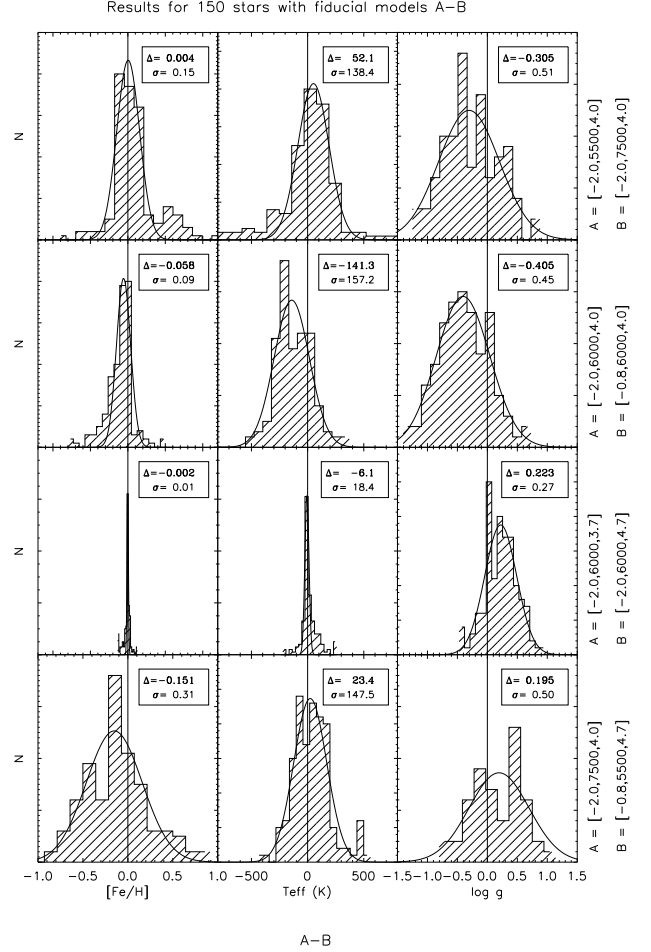 Results for 150 stars with fiducial models A−B
N
Δ= 0.004
σ= 0.15
Δ= 52.1
σ=138.4
Δ=−0.305
σ= 0.51
A = [−2.0,5500,4.0]
B = [−2.0,7500,4.0]
N
Δ=−0.058
σ= 0.09
Δ=−141.3
σ=157.2
Δ=−0.405
σ= 0.45
A = [−2.0,6000,4.0]
B = [−0.8,6000,4.0]
N
Δ=−0.002
σ= 0.01
Δ= −6.1
σ= 18.4
Δ= 0.223
σ= 0.27
A = [−2.0,6000,3.7]
B = [−2.0,6000,4.7]
N
Δ=−0.151
σ= 0.31
Δ= 23.4
σ=147.5
Δ= 0.195
σ= 0.50
A = [−2.0,7500,4.0]
B = [−0.8,5500,4.7]
−1.0 −0.5 0.0 0.5 −500 0 500 −1.5−1.0−0.5 0.0 0.5 1.0 1.5
[Fe/H] Teff (K) log g
A−B